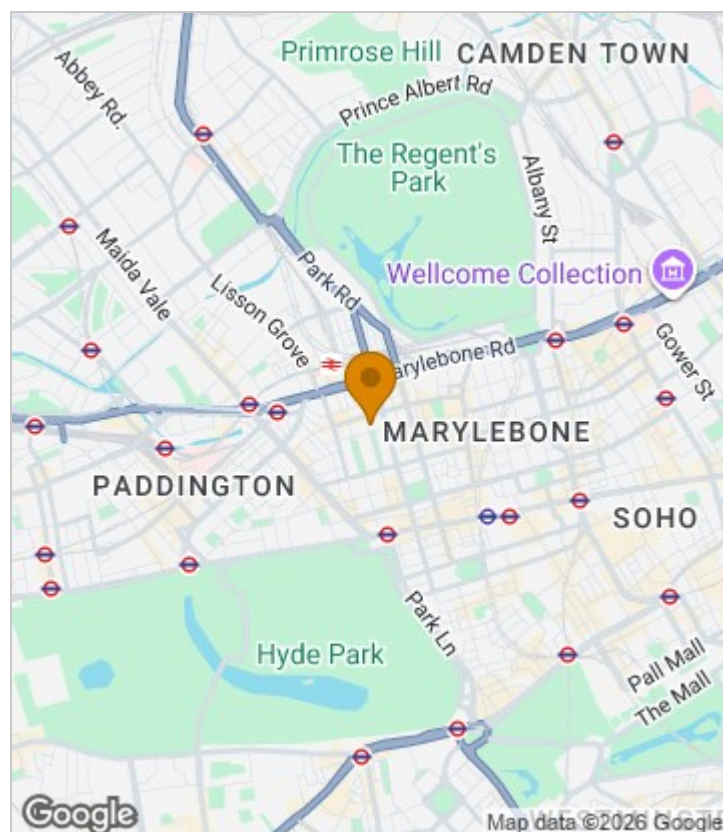 Primrose Hill
CAMDEN TOWN
Abbey Rd.
Prince Albert Rd
The Regent's
Park
Albany St
Maida Vale
Wellcome Collection
Park Rd
Lisson Grove
Gower St
arylebone Rd
MARYLEBONE
PADDINGTON
SOHO
Park Ln
Hyde Park
Pall Mall
The Mall
Google
Map data ©2026 Google